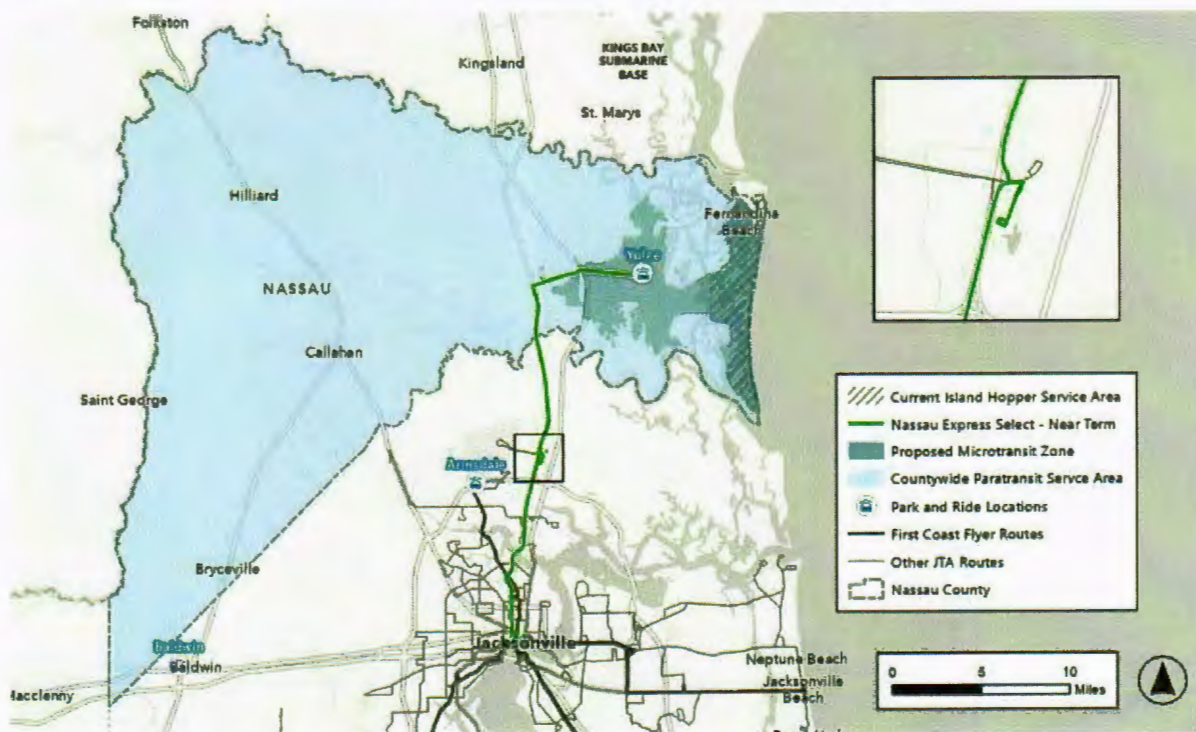 Folkston
Kingsland
KINGS BAY
SUBMARINE
BASE
St. Marys
Hilliard
Fernandina
Beach
Yulee
NASSAU
Callahan
Saint George
Armsdale
Bryceville
Jacksonville
Baldwin
Baldwin
Macclenny
Neptune Beach
Jacksonville
Beach
Current Island Hopper Service Area
Nassau Express Select - Near Term
Proposed Microtransit Zone
Countywide Paratransit Servce Area
Park and Ride Locations
First Coast Flyer Routes
Other JTA Routes
Nassau County
0 5 10
Miles